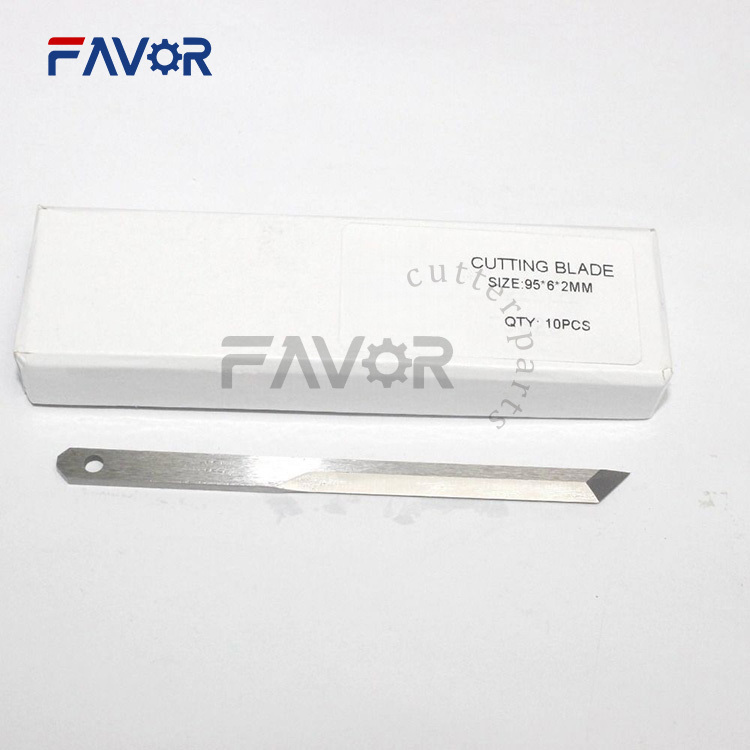 FAVOR
CUTTING BLADE
SIZE:95*6*2MM
QTY: 10PCS
cutterparts
FAVOR